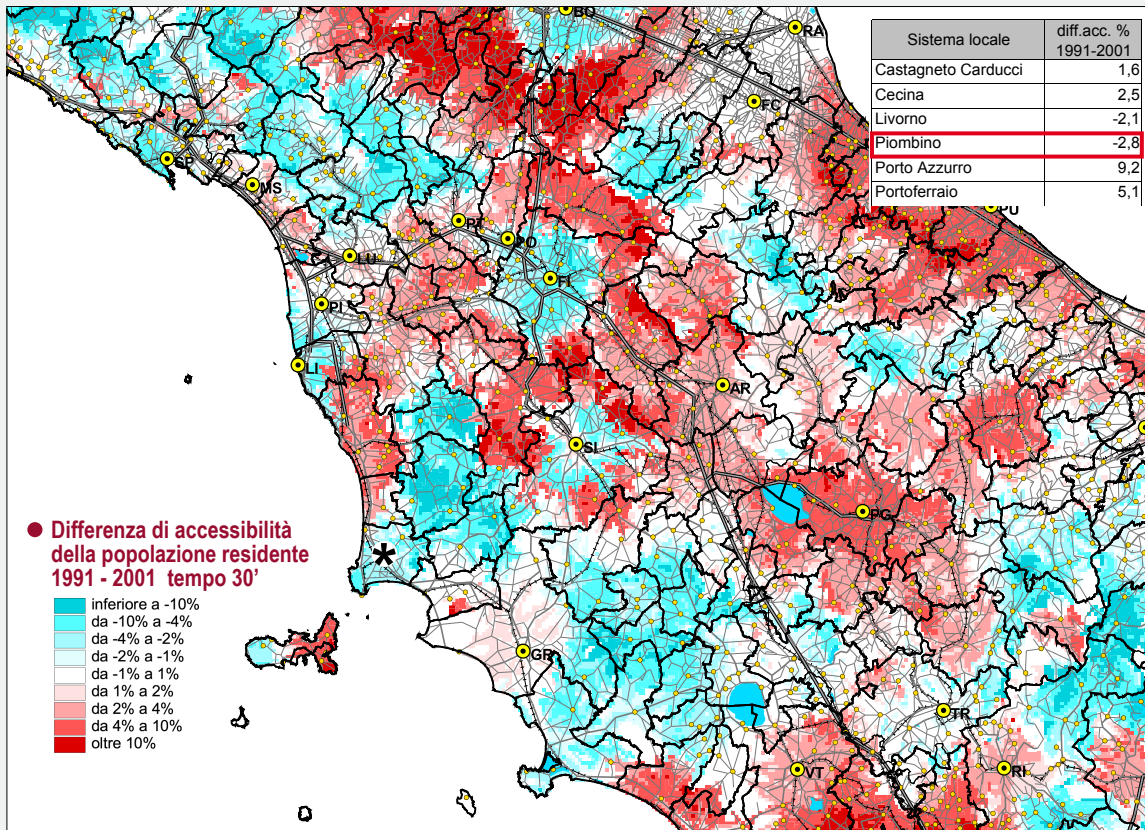 BO
RA
FC
SP
MS
PT
PO
LU
FI
PI
LI
AR
SI
PG
PU
GR
TR
VT
RI
*
Sistema locale diff.acc. % 1991-2001
Castagneto Carducci 1,6
Cecina 2,5
Livorno -2,1
Piombino -2,8
Porto Azzurro 9,2
Portoferraio 5,1
● Differenza di accessibilità
della popolazione residente
1991 - 2001 tempo 30’
inferiore a -10%
da -10% a -4%
da -4% a -2%
da -2% a -1%
da -1% a 1%
da 1% a 2%
da 2% a 4%
da 4% a 10%
oltre 10%